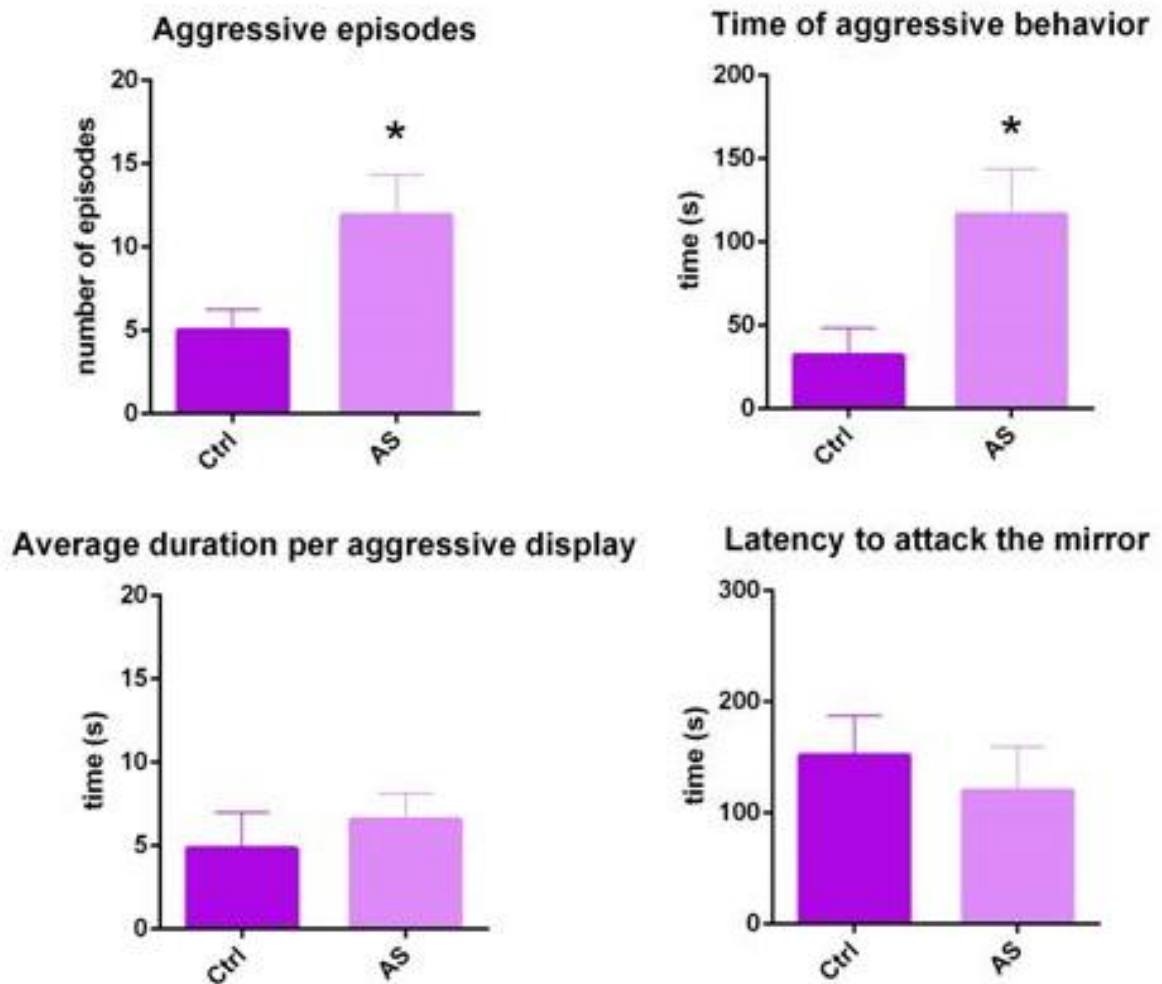 Aggressive episodes
number of episodes
20
15
10
5
0
*
Ctrl
AS
Time of aggressive behavior
time (s)
200
150
100
50
0
*
Ctrl
AS
Average duration per aggressive display
time (s)
20
15
10
5
0
Ctrl
AS
Latency to attack the mirror
time (s)
300
200
100
0
Ctrl
AS